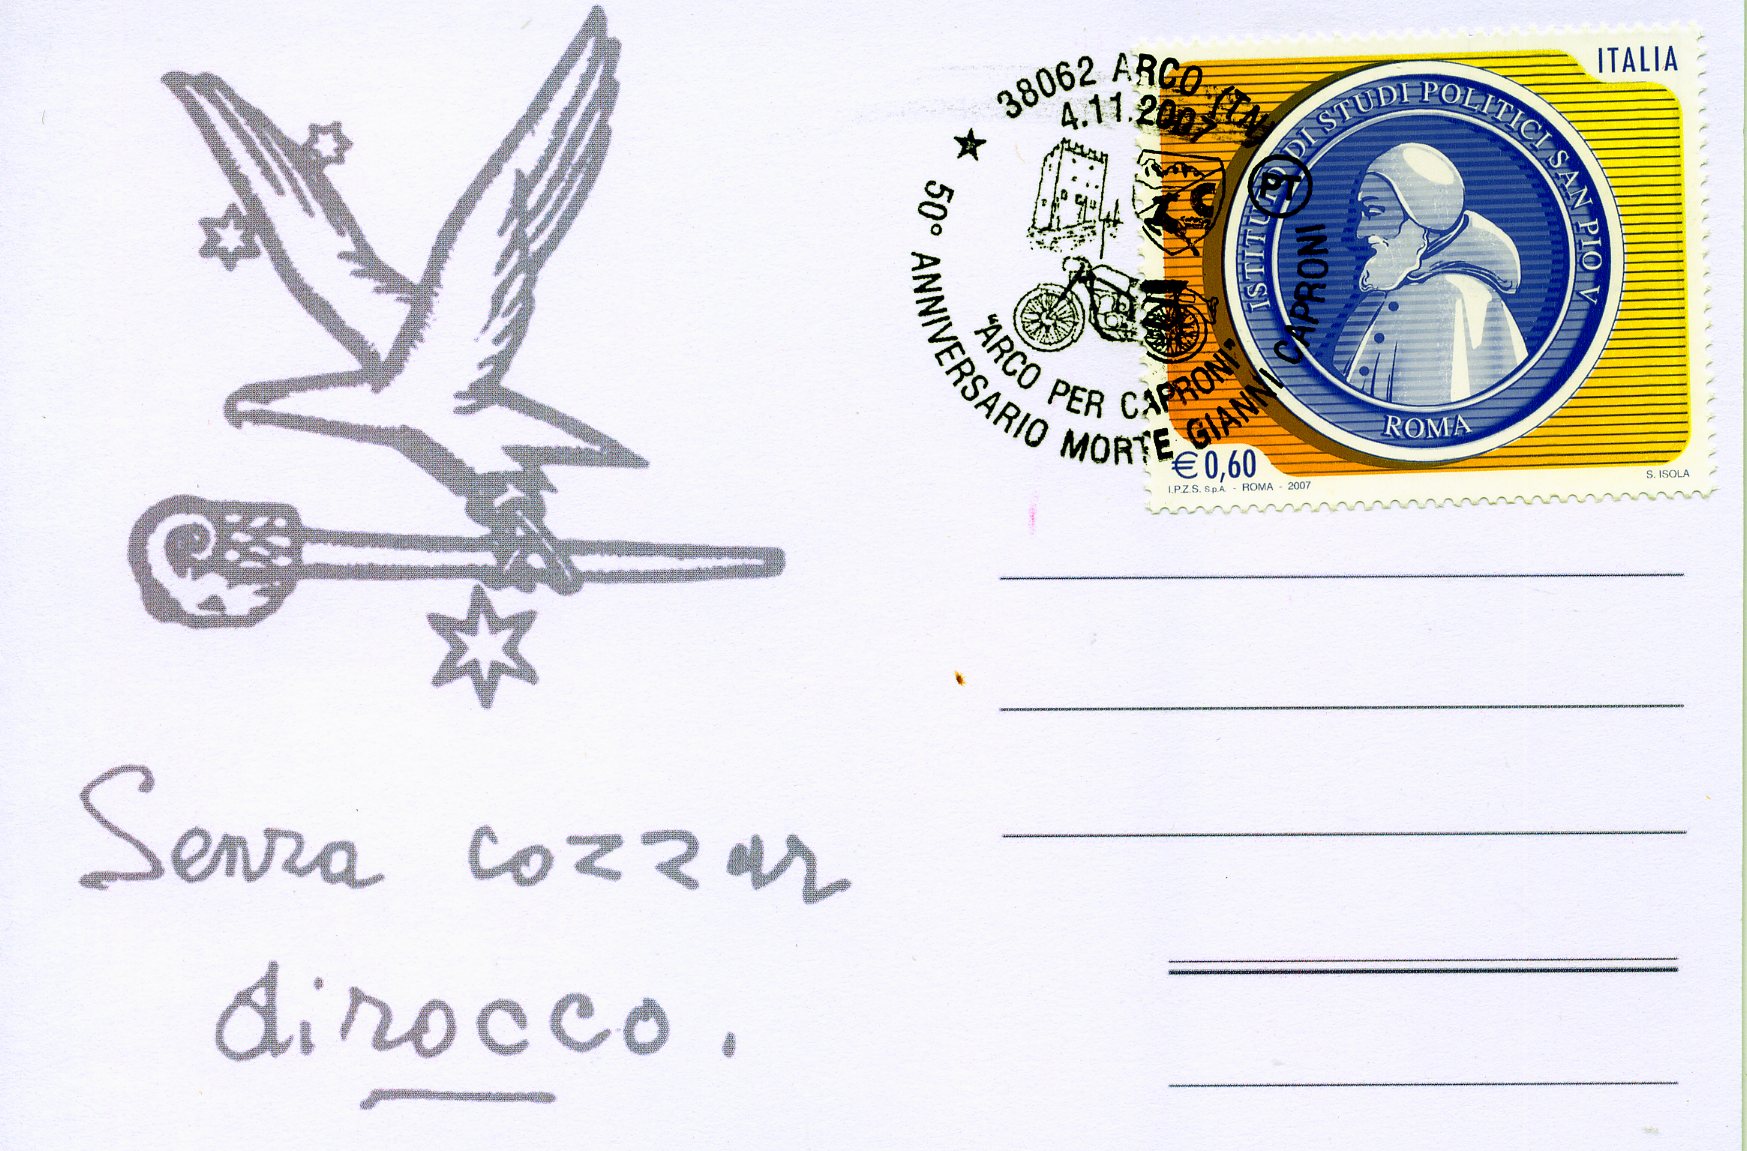 38062 ARCO (TN)
4.11.2007
PT
"ARCO PER CAPRONI"
50° ANNIVERSARIO MORTE GIANNI CAPRONI
ITALIA
ISTITUTO DI STUDI POLITICI SAN PIO V
ROMA
€ 0,60
I.P.Z.S. S.p.A. - ROMA - 2007
S. ISOLA
Senza cozzar
dirocco.